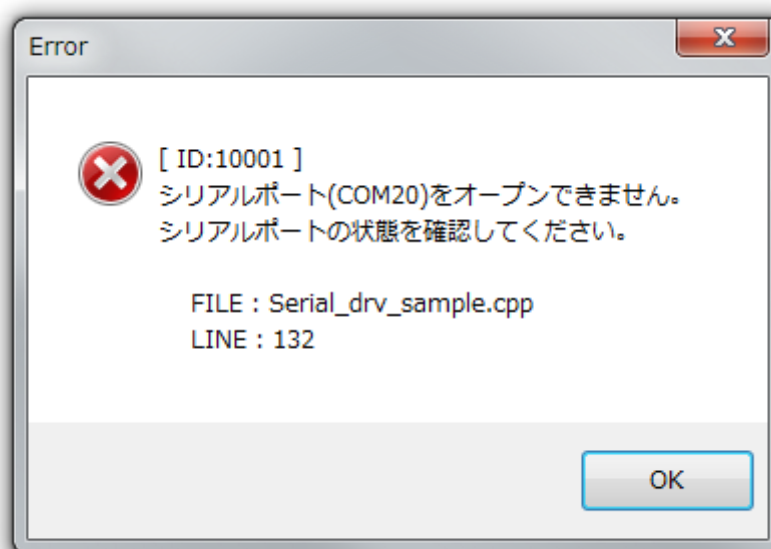 Error
[ ID:10001 ]
シリアルポート(COM20)をオープンできません。
シリアルポートの状態を確認してください。
FILE : Serial_drv_sample.cpp
LINE : 132
OK